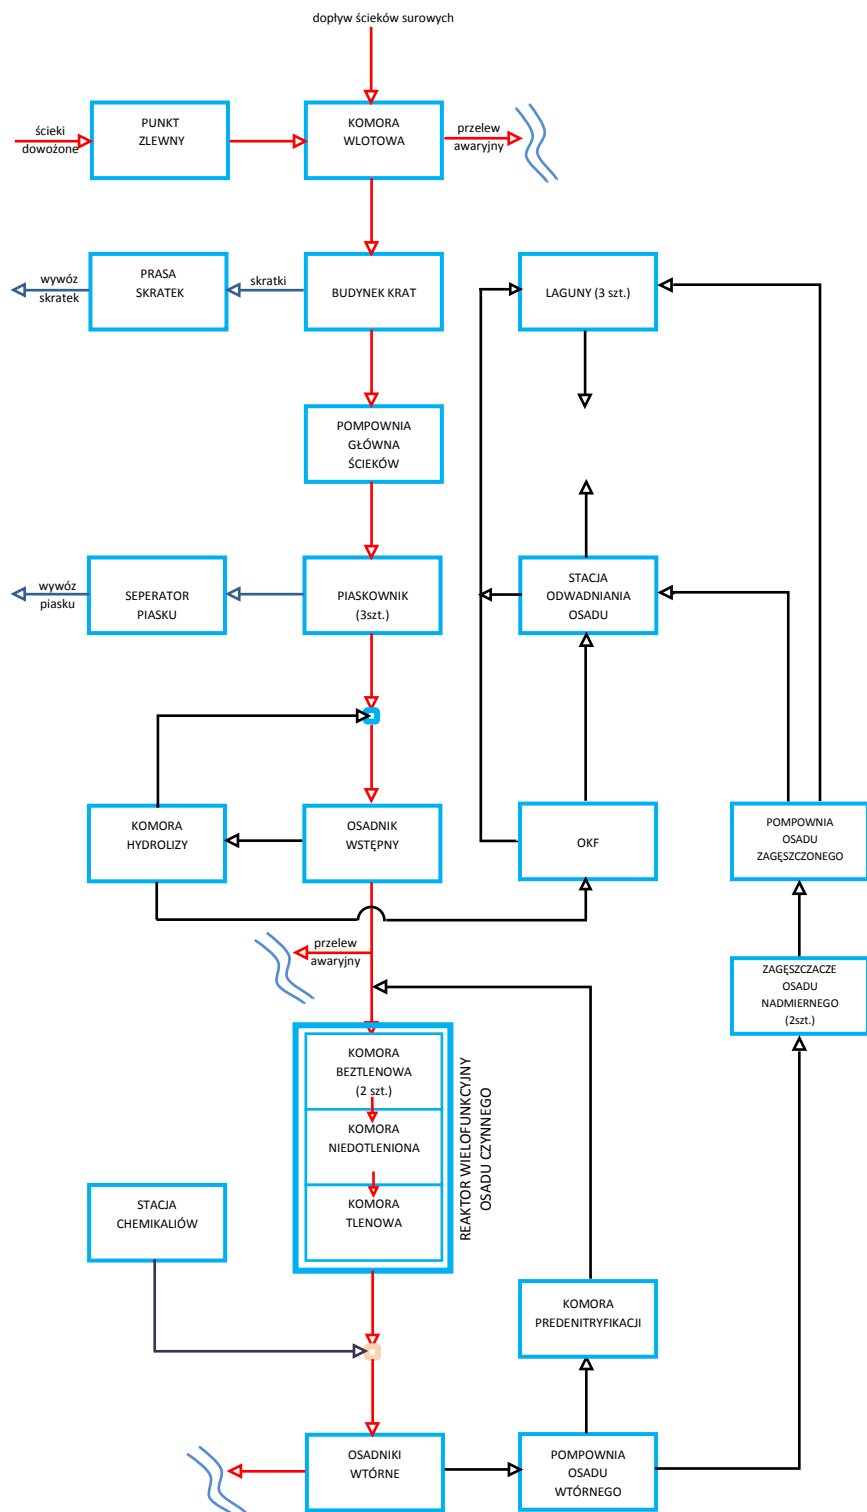 dopływ ścieków surowych
ścieki
dowożone
PUNKT
ZLEWNY
KOMORA
WLOTOWA
przelew
awaryjny
wywóz
skratek
PRASA
SKRATEK
skratki
BUDYNEK KRAT
LAGUNY (3 szt.)
POMPOWNIA
GŁÓWNA
ŚCIEKÓW
wywóz
piasku
SEPERATOR
PIASKU
PIASKOWNIK
(3szt.)
STACJA
ODWADNIANIA
OSADU
KOMORA
HYDROLIZY
OSADNIK
WSTĘPNY
OKF
POMPOWNIA
OSADU
ZAGĘSZCZONEGO
przelew
awaryjny
ZAGĘSZCZACZE
OSADU
NADMIERNEGO
(2szt.)
KOMORA
BEZTLENOWA
(2 szt.)
KOMORA
NIEDOTLENIONA
KOMORA
TLENOWA
REAKTOR WIELOFUNKCYJNY
OSADU CZYNNEGO
STACJA
CHEMIKALIÓW
KOMORA
PREDENITRYFIKACJI
OSADNIKI
WTÓRNE
POMPOWNIA
OSADU
WTÓRNEGO